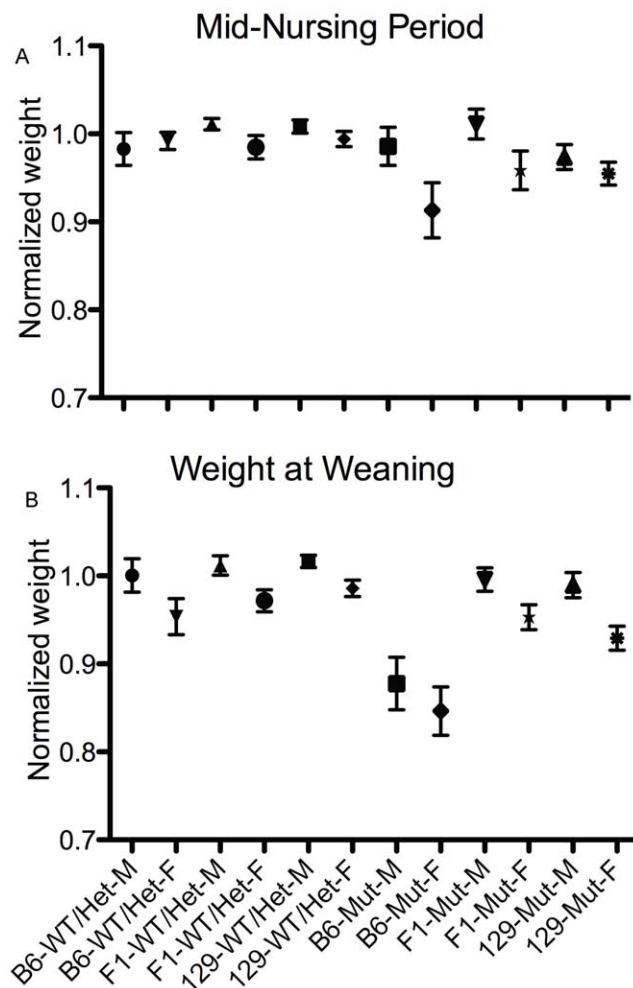 Mid-Nursing Period
A
1.1
1.0
0.9
0.8
0.7
Normalized weight
Weight at Weaning
B
1.1
1.0
0.9
0.8
0.7
Normalized weight
B6-WT/Het-M
B6-WT/Het-F
F1-WT/Het-M
F1-WT/Het-F
129-WT/Het-M
129-WT/Het-F
B6-Mut-M
B6-Mut-F
F1-Mut-M
F1-Mut-F
129-Mut-M
129-Mut-F